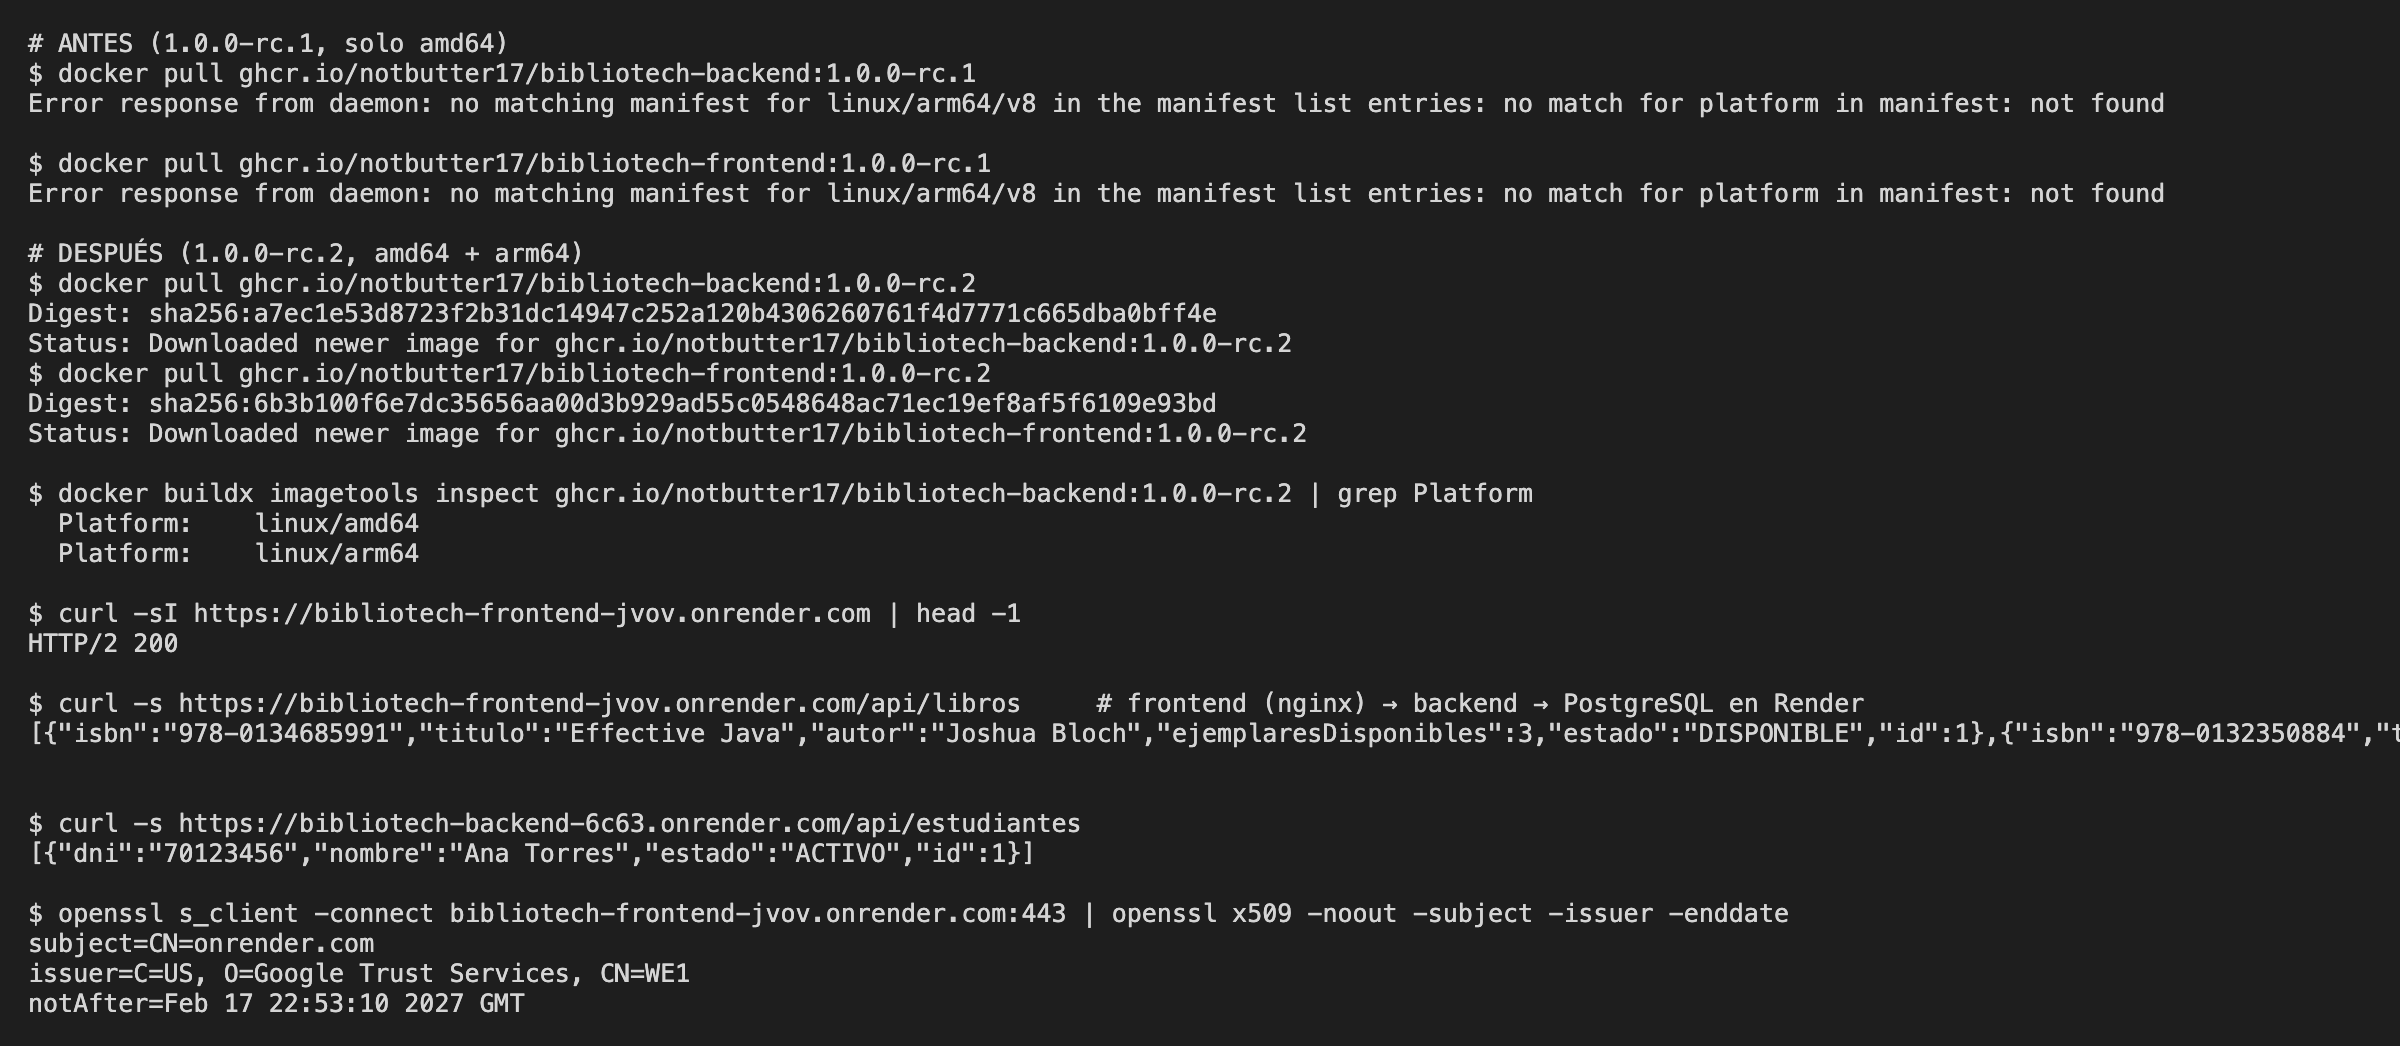 # ANTES (1.0.0-rc.1, solo amd64)
$ docker pull ghcr.io/notbutter17/bibliotech-backend:1.0.0-rc.1
Error response from daemon: no matching manifest for linux/arm64/v8 in the manifest list entries: no match for platform in manifest: not found
$ docker pull ghcr.io/notbutter17/bibliotech-frontend:1.0.0-rc.1
Error response from daemon: no matching manifest for linux/arm64/v8 in the manifest list entries: no match for platform in manifest: not found
# DESPUÉS (1.0.0-rc.2, amd64 + arm64)
$ docker pull ghcr.io/notbutter17/bibliotech-backend:1.0.0-rc.2
Digest: sha256:a7ec1e53d8723f2b31dc14947c252a120b4306260761f4d7771c665dba0bff4e
Status: Downloaded newer image for ghcr.io/notbutter17/bibliotech-backend:1.0.0-rc.2
$ docker pull ghcr.io/notbutter17/bibliotech-frontend:1.0.0-rc.2
Digest: sha256:6b3b100f6e7dc35656aa00d3b929ad55c0548648ac71ec19ef8af5f6109e93bd
Status: Downloaded newer image for ghcr.io/notbutter17/bibliotech-frontend:1.0.0-rc.2
$ docker buildx imagetools inspect ghcr.io/notbutter17/bibliotech-backend:1.0.0-rc.2 | grep Platform
Platform:    linux/amd64
Platform:    linux/arm64
$ curl -sI https://bibliotech-frontend-jvov.onrender.com | head -1
HTTP/2 200
$ curl -s https://bibliotech-frontend-jvov.onrender.com/api/libros     # frontend (nginx) → backend → PostgreSQL en Render
[{"isbn":"978-0134685991","titulo":"Effective Java","autor":"Joshua Bloch","ejemplaresDisponibles":3,"estado":"DISPONIBLE","id":1},{"isbn":"978-0132350884","t
$ curl -s https://bibliotech-backend-6c63.onrender.com/api/estudiantes
[{"dni":"70123456","nombre":"Ana Torres","estado":"ACTIVO","id":1}]
$ openssl s_client -connect bibliotech-frontend-jvov.onrender.com:443 | openssl x509 -noout -subject -issuer -enddate
subject=CN=onrender.com
issuer=C=US, O=Google Trust Services, CN=WE1
notAfter=Feb 17 22:53:10 2027 GMT